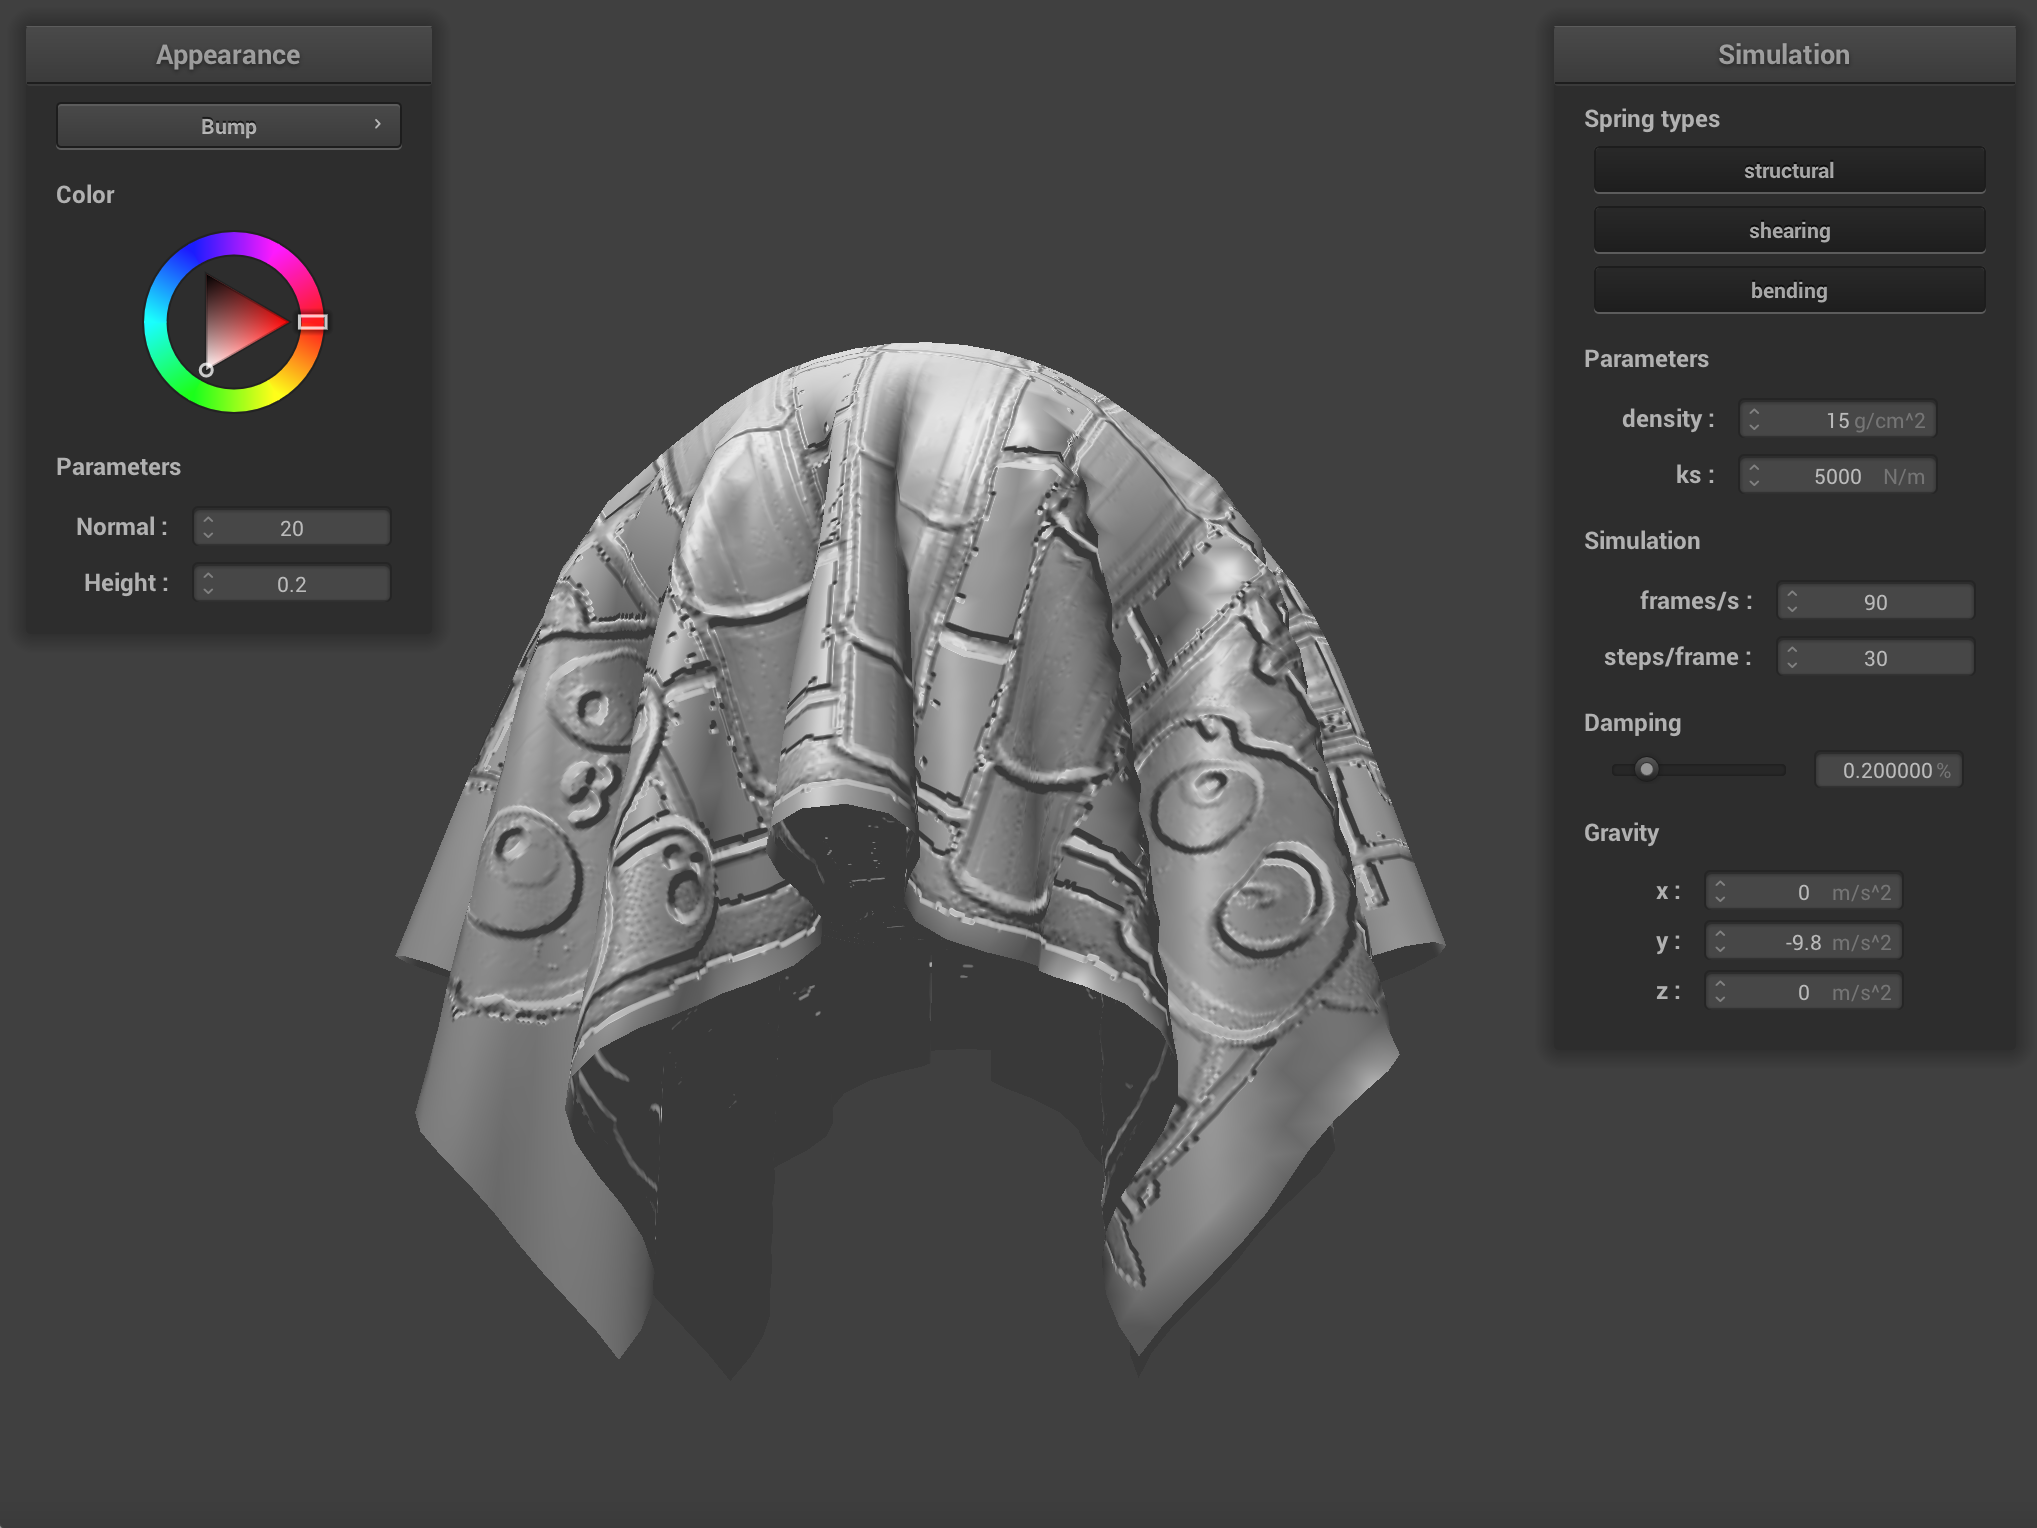 Appearance
Bump
Color
Parameters
Normal : 20
Height : 0.2
Simulation
Spring types
structural
shearing
bending
Parameters
density : 15 g/cm^2
ks : 5000 N/m
Simulation
frames/s : 90
steps/frame : 30
Damping
0.200000 %
Gravity
x : 0 m/s^2
y : -9.8 m/s^2
z : 0 m/s^2